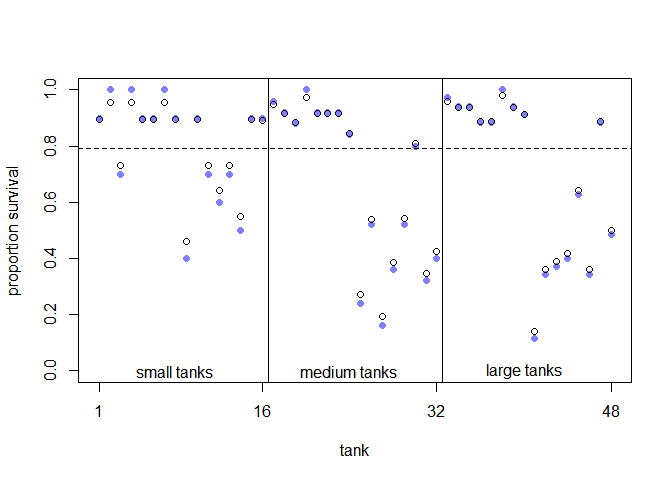 1.0
0.8
0.6
0.4
0.2
0.0
proportion survival
small tanks
medium tanks
large tanks
1
16
32
48
tank